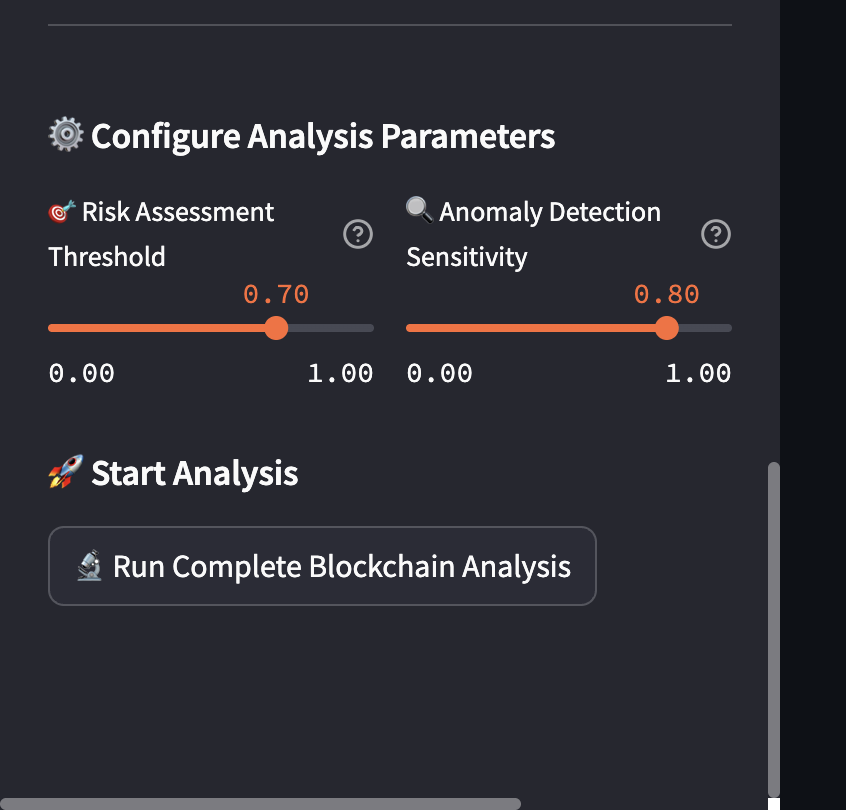 ⚙️ Configure Analysis Parameters
🎯 Risk Assessment
Threshold
0.70
0.00 1.00
🔍 Anomaly Detection
Sensitivity
0.80
0.00 1.00
🚀 Start Analysis
🔬 Run Complete Blockchain Analysis